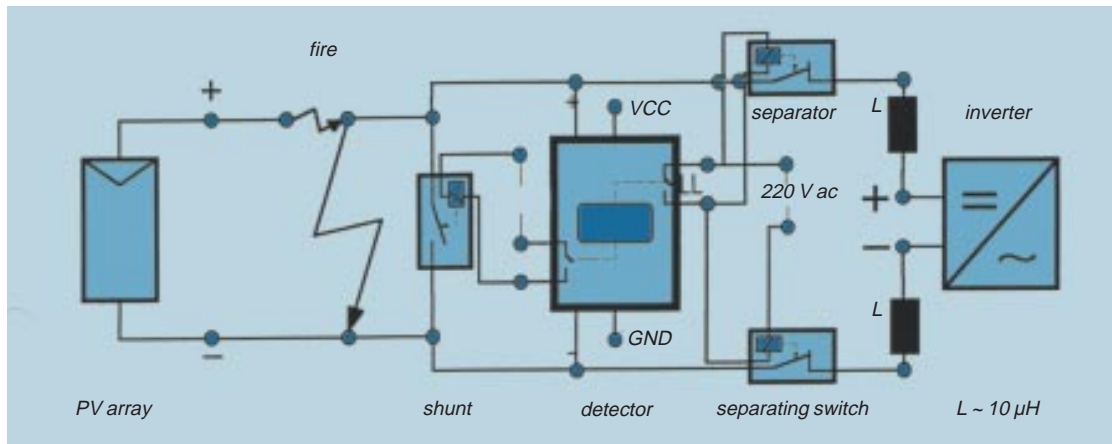 fire
+
+
VCC
separator
L
inverter
220 V ac
+
−
L
GND
−
−
PV array
shunt
detector
separating switch
L ~ 10 µH